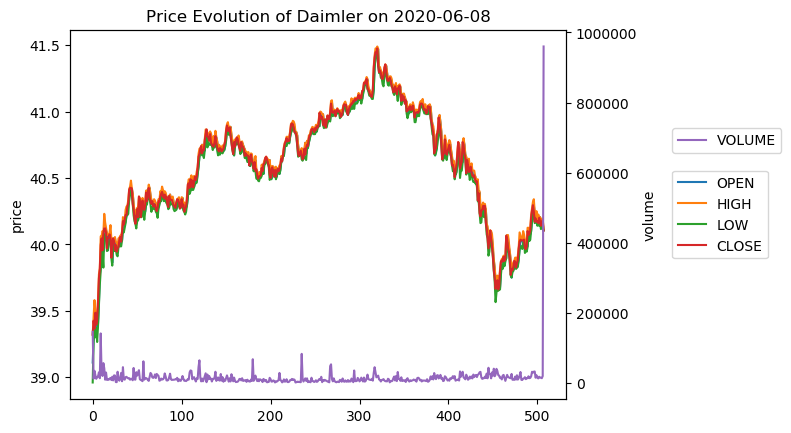 Price Evolution of Daimler on 2020-06-08
41.5
41.0
40.5
40.0
39.5
39.0
price
0
100
200
300
400
500
1000000
800000
600000
400000
200000
0
volume
VOLUME
OPEN
HIGH
LOW
CLOSE